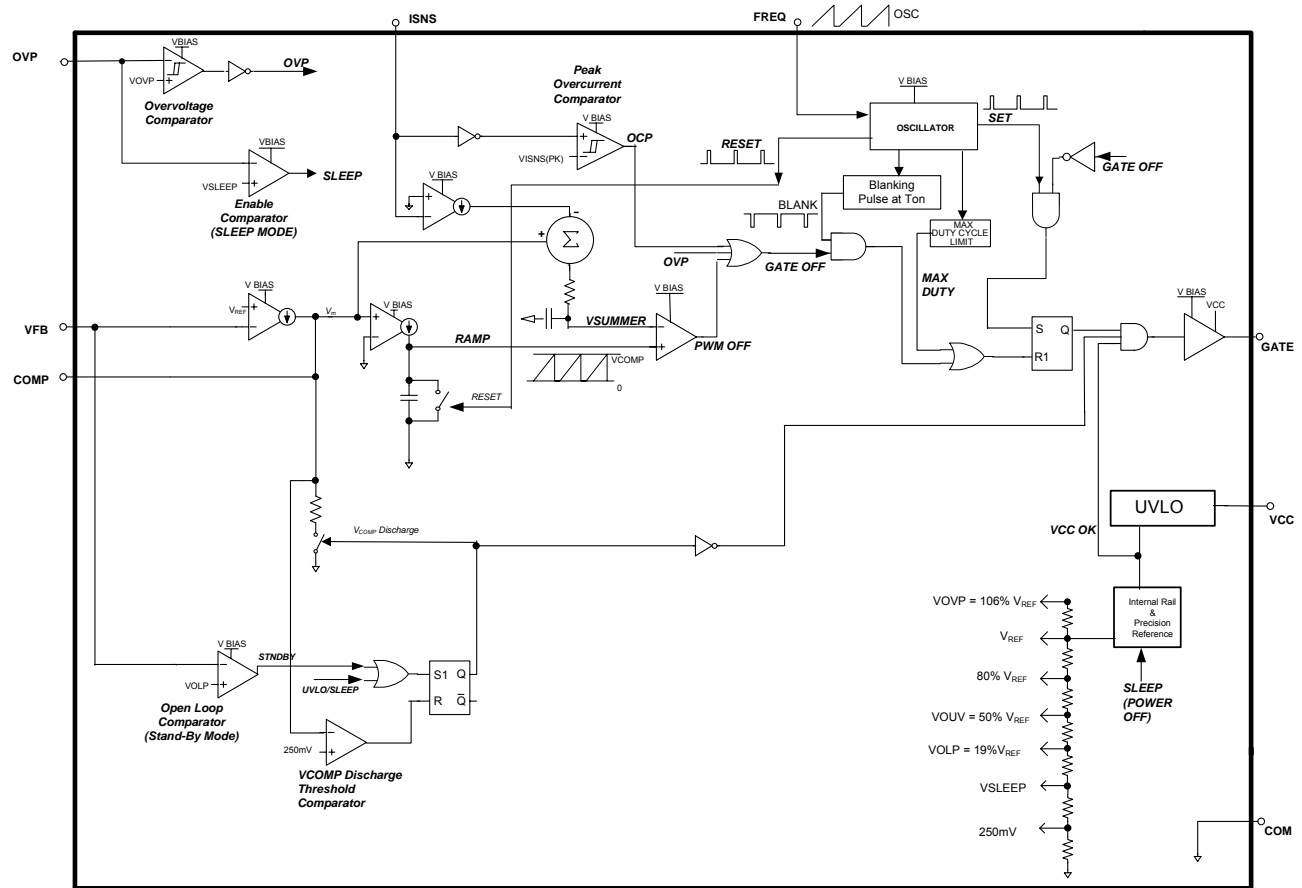 ISNS
FREQ
OSC
OVP
VBIAS
VOVP
OVP
Overvoltage
Comparator
Peak
Overcurrent
Comparator
V BIAS
OCP
VISNS(PK)
V BIAS
OSCILLATOR
SET
RESET
GATE OFF
VBIAS
VSLEEP
SLEEP
Enable
Comparator
(SLEEP MODE)
V BIAS
Blanking
Pulse at Ton
BLANK
MAX
DUTY CYCLE
LIMIT
Σ
OVP
GATE OFF
MAX
DUTY
V BIAS
VREF
Vm
V BIAS
VFB
COMP
RAMP
VSUMMER
V BIAS
PWM OFF
VCOMP
0
RESET
S Q
R1
V BIAS
VCC
GATE
UVLO
VCC
VCC OK
VCOMP Discharge
Internal Rail
&
Precision
Reference
SLEEP
(POWER
OFF)
VOVP = 106% VREF
VREF
80% VREF
VOUV = 50% VREF
VOLP = 19%VREF
VSLEEP
250mV
V BIAS
STNDBY
VOLP
UVLO/SLEEP
S1 Q
R Q̅
Open Loop
Comparator
(Stand-By Mode)
250mV
VCOMP Discharge
Threshold
Comparator
COM